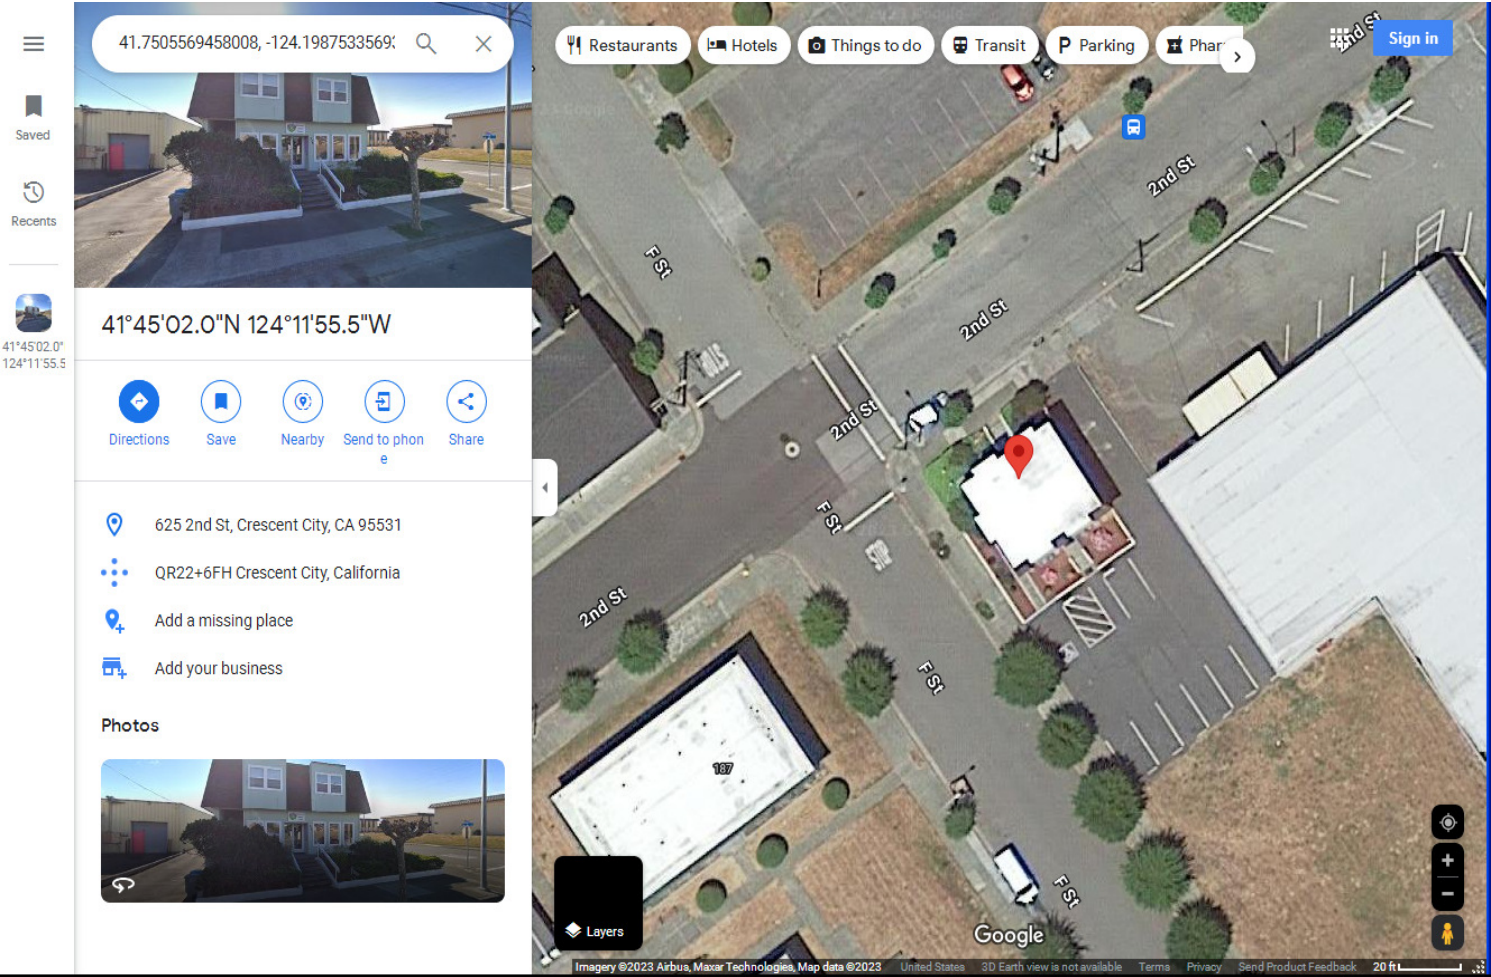 41.7505569458008, -124.1987533569
Saved
Recents
41°45'02.0"
124°11'55.5
41°45'02.0"N 124°11'55.5"W
Directions
Save
Nearby
Send to phon
e
Share
625 2nd St, Crescent City, CA 95531
QR22+6FH Crescent City, California
Add a missing place
Add your business
Photos
Restaurants
Hotels
Things to do
Transit
Parking
Phar
Sign in
2nd St
2nd St
F St
2nd St
2nd St
F St
STOP
2nd St
F St
187
F St
Layers
Google
Imagery ©2023 Airbus, Maxar Technologies, Map data ©2023
United States
3D Earth view is not available
Terms
Privacy
Send Product Feedback
20 ft